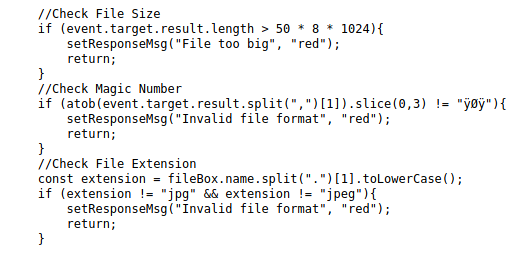 //Check File Size
if (event.target.result.length > 50 * 8 * 1024){
setResponseMsg("File too big", "red");
return;
}
//Check Magic Number
if (atob(event.target.result.split(",")[1]).slice(0,3) != "ÿØÿ"){
setResponseMsg("Invalid file format", "red");
return;
}
//Check File Extension
const extension = fileBox.name.split(".")[1].toLowerCase();
if (extension != "jpg" && extension != "jpeg"){
setResponseMsg("Invalid file format", "red");
return;
}